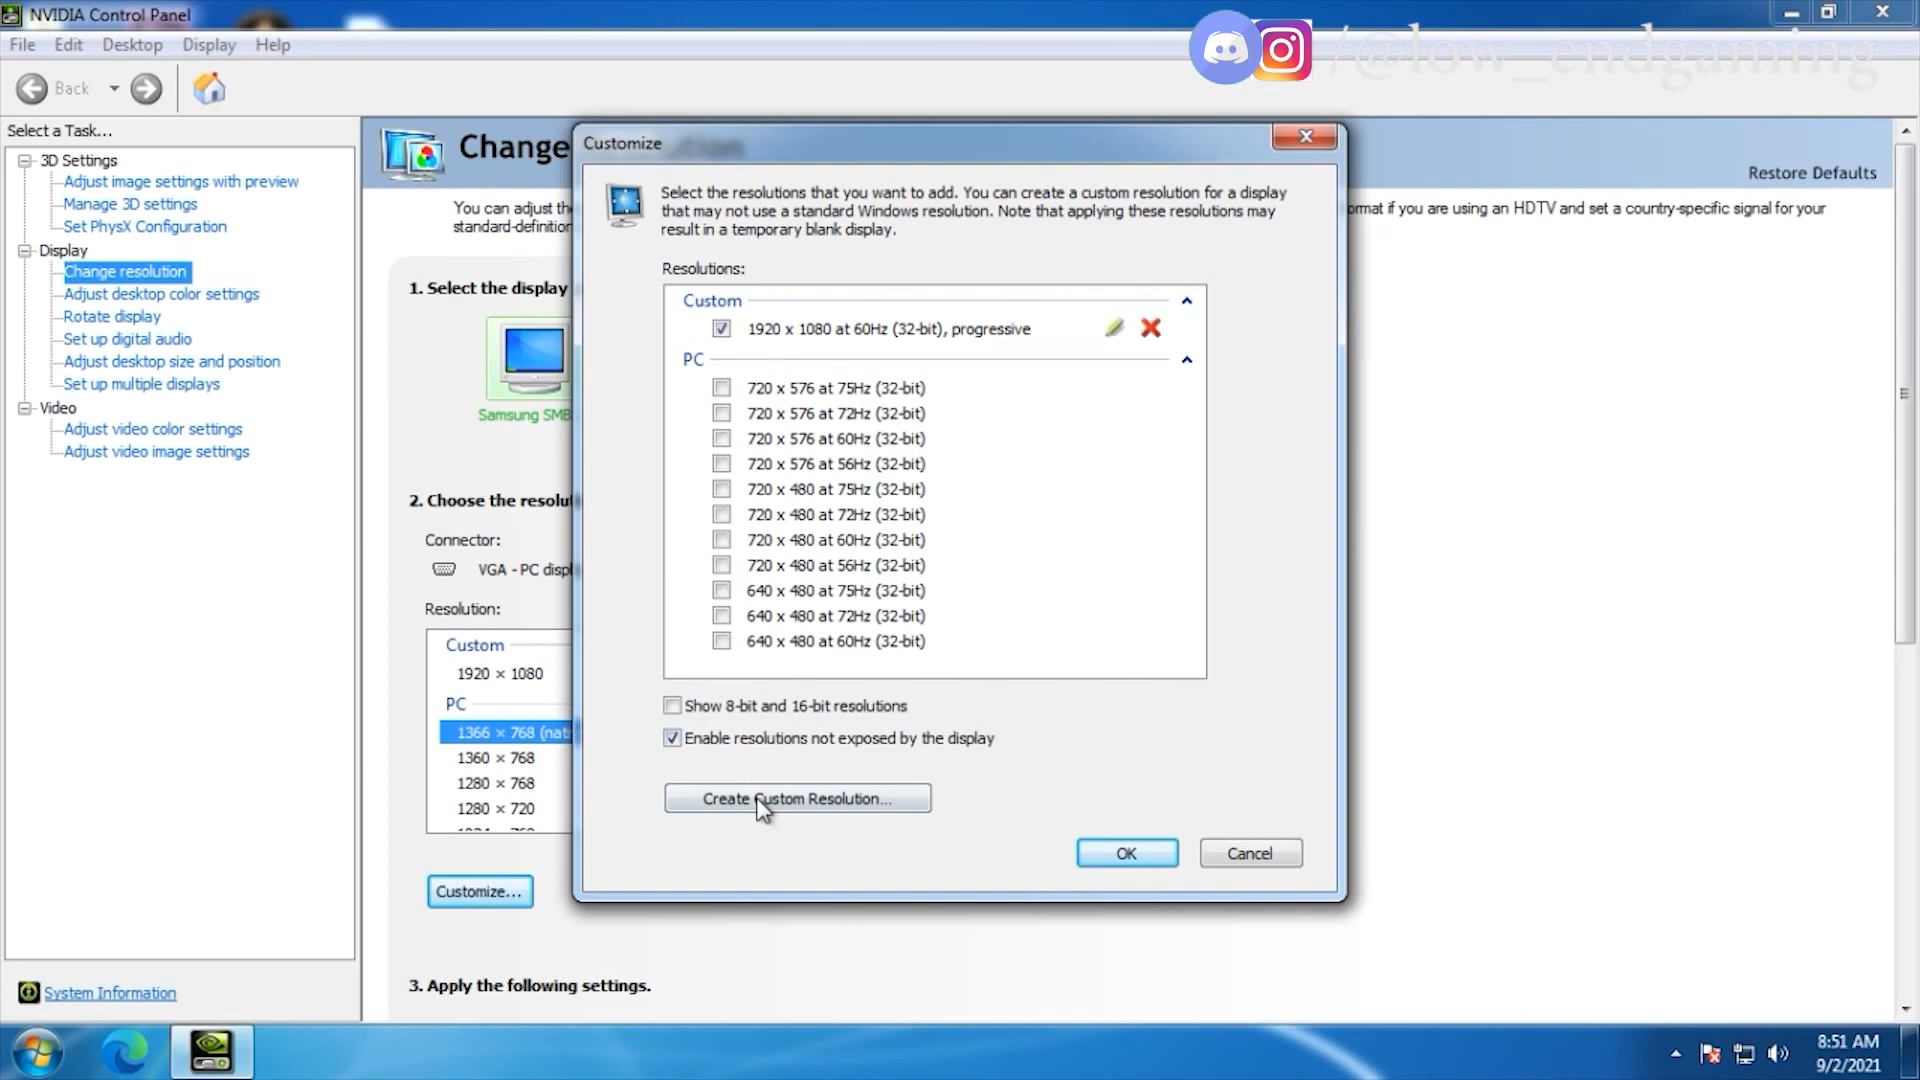 NVIDIA Control Panel
File Edit Desktop Display Help
/@low_endgaming
Back
Select a Task...
3D Settings
Adjust image settings with preview
Manage 3D settings
Set PhysX Configuration
Display
Change resolution
Adjust desktop color settings
Rotate display
Set up digital audio
Adjust desktop size and position
Set up multiple displays
Video
Adjust video color settings
Adjust video image settings
System Information
Change
Restore Defaults
You can adjust the
standard-definition
ormat if you are using an HDTV and set a country-specific signal for your
1. Select the display
Samsung SMB
2. Choose the resolut
Connector:
VGA - PC displ
Resolution:
Custom
1920 × 1080
PC
1366 × 768 (nati
1360 × 768
1280 × 768
1280 × 720
Customize...
3. Apply the following settings.
Customize
Select the resolutions that you want to add. You can create a custom resolution for a display
that may not use a standard Windows resolution. Note that applying these resolutions may
result in a temporary blank display.
Resolutions:
Custom
1920 x 1080 at 60Hz (32-bit), progressive
PC
720 x 576 at 75Hz (32-bit)
720 x 576 at 72Hz (32-bit)
720 x 576 at 60Hz (32-bit)
720 x 576 at 56Hz (32-bit)
720 x 480 at 75Hz (32-bit)
720 x 480 at 72Hz (32-bit)
720 x 480 at 60Hz (32-bit)
720 x 480 at 56Hz (32-bit)
640 x 480 at 75Hz (32-bit)
640 x 480 at 72Hz (32-bit)
640 x 480 at 60Hz (32-bit)
Show 8-bit and 16-bit resolutions
Enable resolutions not exposed by the display
Create Custom Resolution...
OK
Cancel
8:51 AM
9/2/2021